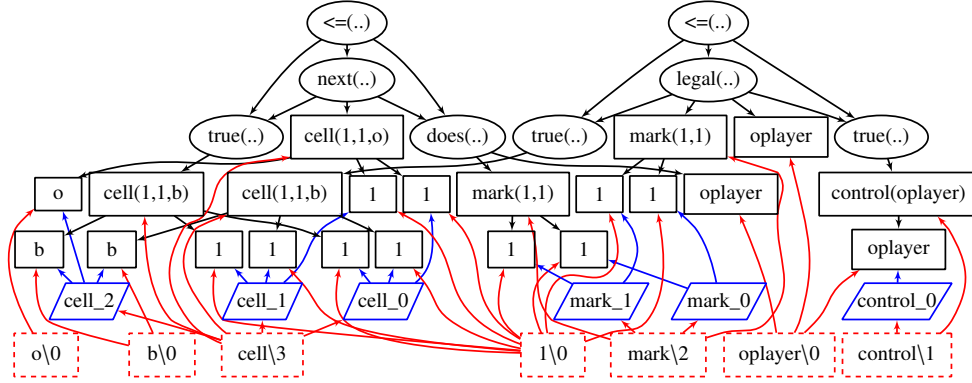 <=(..) <=(..)
next(..) legal(..)
true(..) cell(1,1,o) does(..) true(..) mark(1,1) oplayer true(..)
o cell(1,1,b) cell(1,1,b) 1 1 mark(1,1) 1 1 oplayer control(oplayer)
b b 1 1 1 1 1 1 oplayer
cell_2 cell_1 cell_0 mark_1 mark_0 control_0
o\0 b\0 cell\3 1\0 mark\2 oplayer\0 control\1